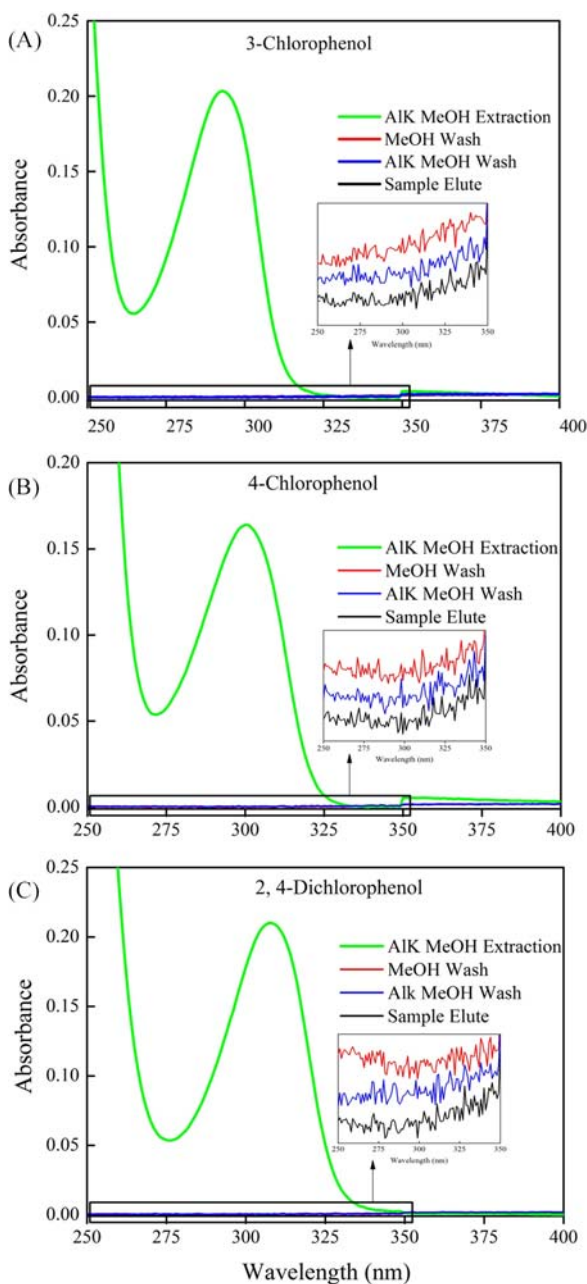 (A)
3-Chlorophenol
0.25
0.20
0.15
0.10
0.05
0.00
Absorbance
AlK MeOH Extraction
MeOH Wash
AlK MeOH Wash
Sample Elute
250 275 300 325 350
Wavelength (nm)
250 275 300 325 350 375 400
(B)
4-Chlorophenol
0.20
0.15
0.10
0.05
0.00
Absorbance
AlK MeOH Extraction
MeOH Wash
AlK MeOH Wash
Sample Elute
250 275 300 325 350
Wavelength (nm)
250 275 300 325 350 375 400
(C)
2, 4-Dichlorophenol
0.25
0.20
0.15
0.10
0.05
0.00
Absorbance
AlK MeOH Extraction
MeOH Wash
Alk MeOH Wash
Sample Elute
250 275 300 325 350
Wavelength (nm)
250 275 300 325 350 375 400
Wavelength (nm)